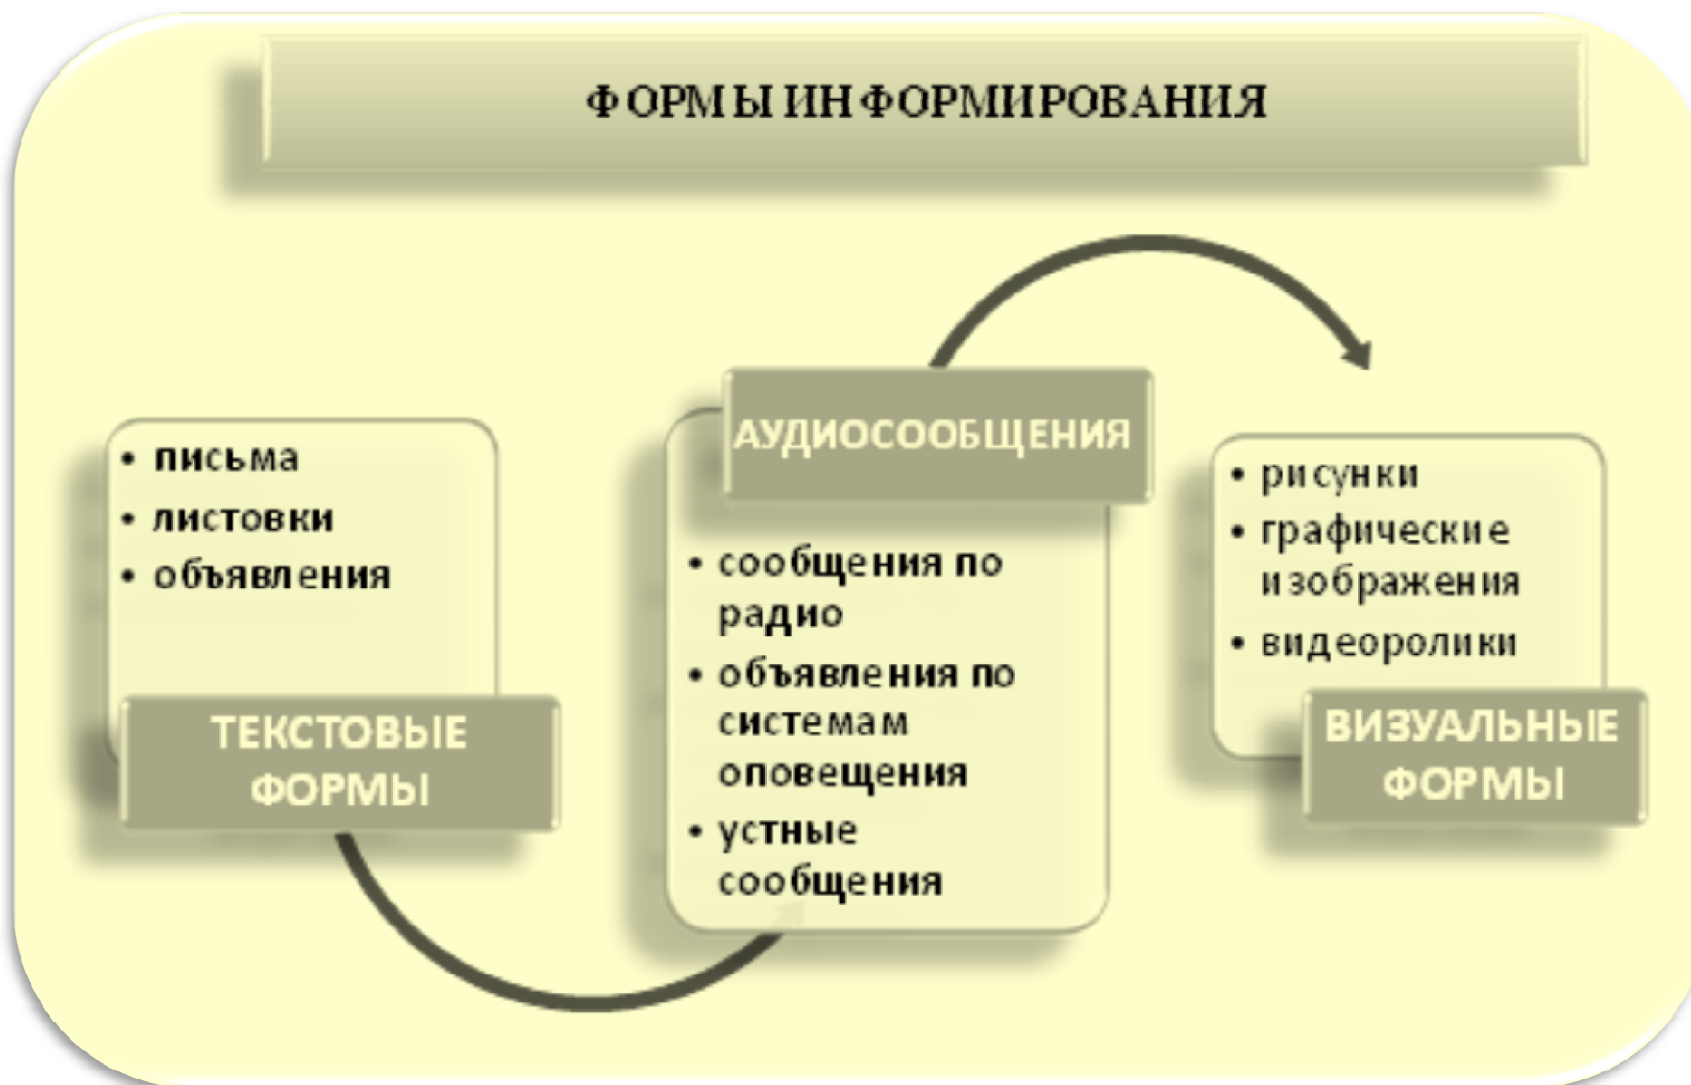 ФОРМЫ ИНФОРМИРОВАНИЯ
• письма
• листовки
• объявления
ТЕКСТОВЫЕ
ФОРМЫ
АУДИОСООБЩЕНИЯ
• сообщения по
радио
• объявления по
системам
оповещения
• устные
сообщения
• рисунки
• графические
изображения
• видеоролики
ВИЗУАЛЬНЫЕ
ФОРМЫ